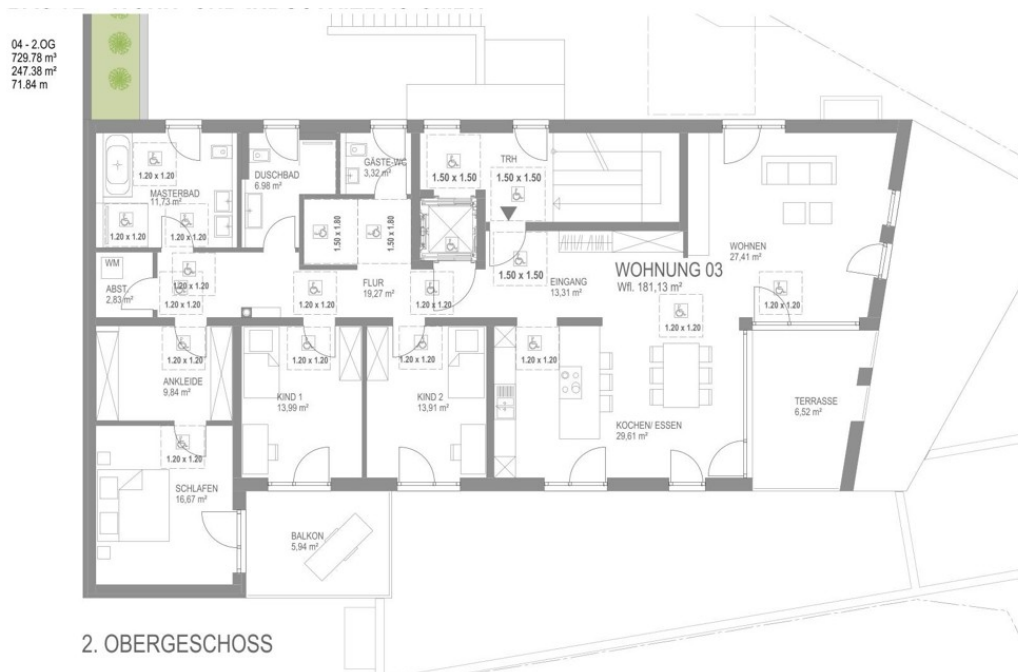 04 - 2.OG
729.78 m³
247.38 m²
71.84 m
1.20 x 1.20
MASTERBAD
11,73 m²
DUSCHBAD
6.98 m²
GÄSTE-WC
3,32 m²
1.50 x 1.50
TRH
1.50 x 1.50
1.20 x 1.20
1.20 x 1.20
1.50 x 1.80
1.50 x 1.80
WOHNEN
27,41 m²
WM
ABST.
2,83 m²
1.20 x 1.20
1.20 x 1.20
1.20 x 1.20
FLUR
19,27 m²
1.20 x 1.20
1.50 x 1.50
EINGANG
13,31 m²
WOHNUNG 03
Wfl. 181,13 m²
1.20 x 1.20
1.20 x 1.20
1.20 x 1.20
ANKLEIDE
9,84 m²
1.20 x 1.20
KIND 1
13,99 m²
1.20 x 1.20
KIND 2
13,91 m²
1.20 x 1.20
KOCHEN/ ESSEN
29,61 m²
TERRASSE
6,52 m²
1.20 x 1.20
SCHLAFEN
16,67 m²
BALKON
5,94 m²
2. OBERGESCHOSS